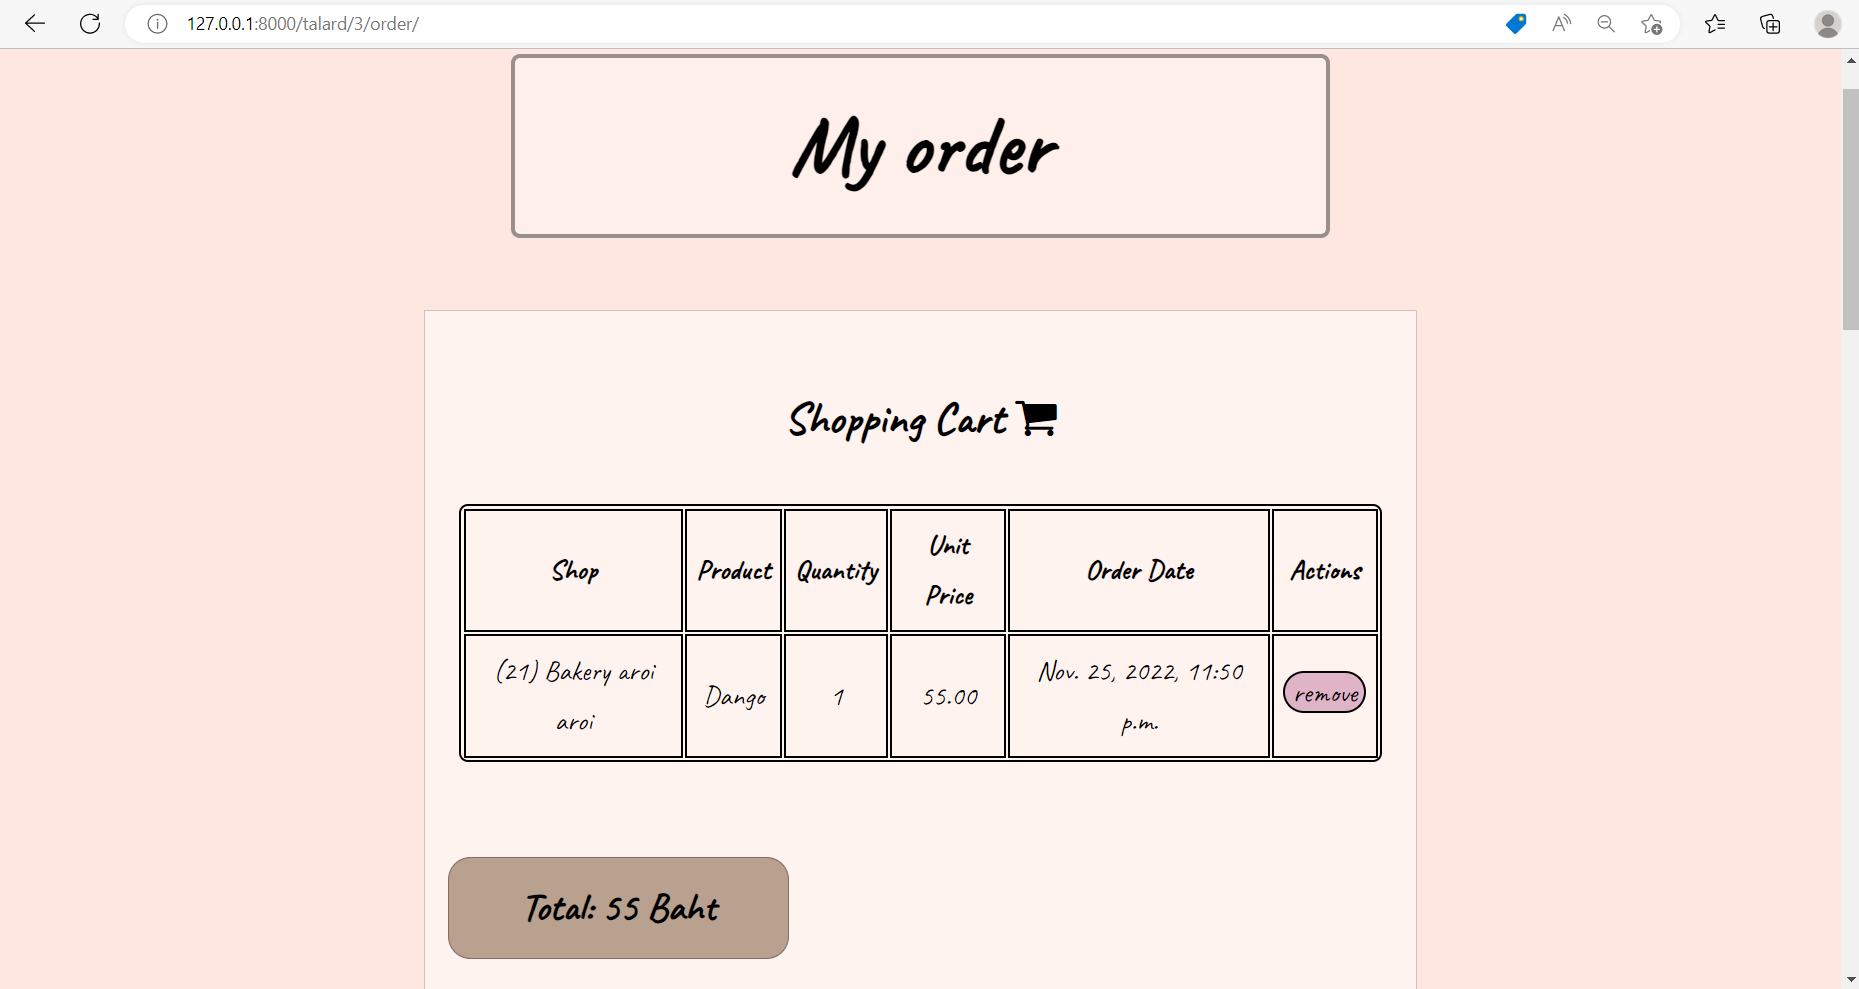 127.0.0.1:8000/talard/3/order/
My order
Shopping Cart
Shop Product Quantity Unit Price Order Date Actions
(21) Bakery aroi aroi Dango 1 55.00 Nov. 25, 2022, 11:50 p.m. remove
Total: 55 Baht